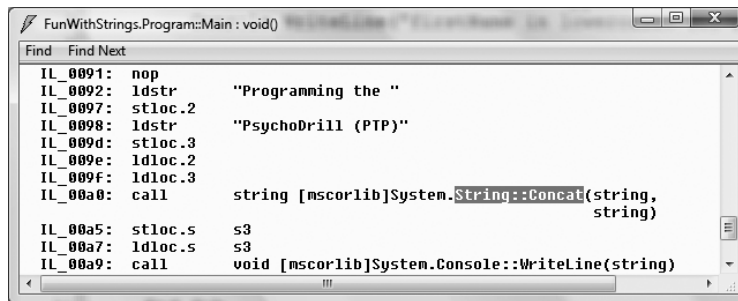 FunWithStrings.Program::Main : void()
Find Find Next
IL_0091: nop
IL_0092: ldstr "Programming the "
IL_0097: stloc.2
IL_0098: ldstr "PsychoDrill (PTP)"
IL_009d: stloc.3
IL_009e: ldloc.2
IL_009f: ldloc.3
IL_00a0: call string [mscorlib]System.String::Concat(string,
string)
IL_00a5: stloc.s s3
IL_00a7: ldloc.s s3
IL_00a9: call void [mscorlib]System.Console::WriteLine(string)